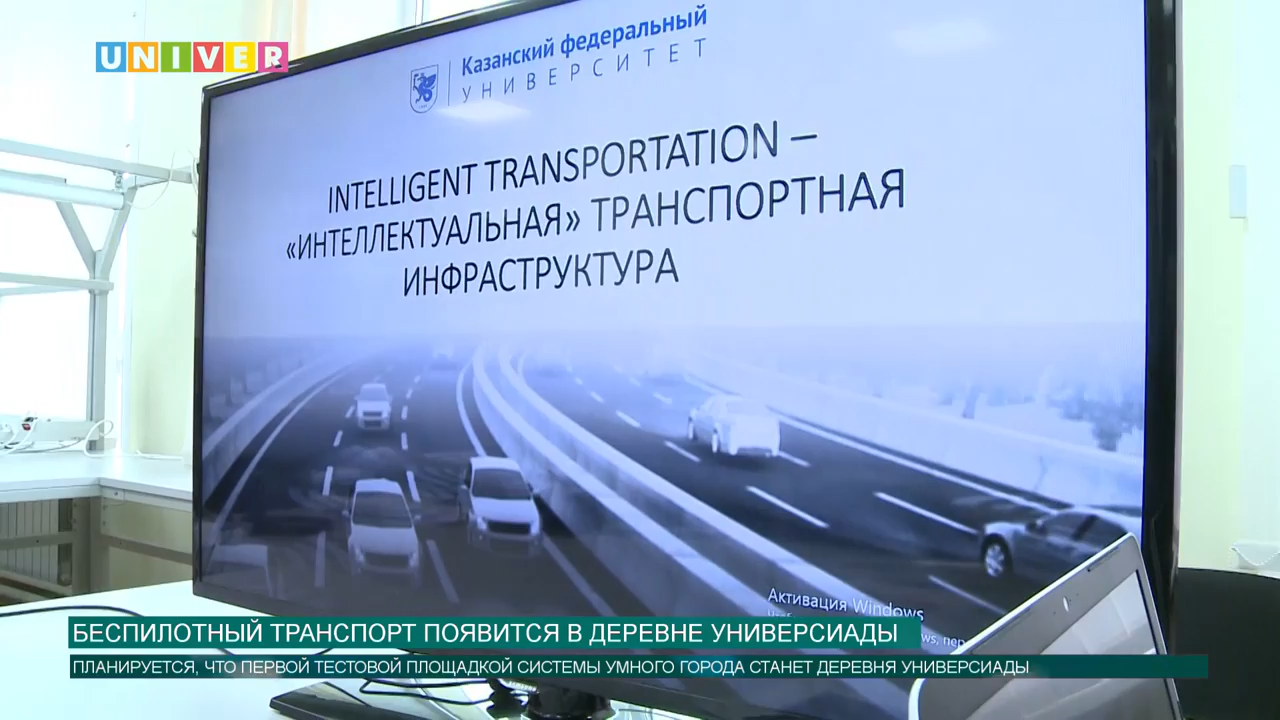 UNIVER
Казанский федеральный
УНИВЕРСИТЕТ
INTELLIGENT TRANSPORTATION –
«ИНТЕЛЛЕКТУАЛЬНАЯ» ТРАНСПОРТНАЯ
ИНФРАСТРУКТУРА
Активация Windows
БЕСПИЛОТНЫЙ ТРАНСПОРТ ПОЯВИТСЯ В ДЕРЕВНЕ УНИВЕРСИАДЫ
ПЛАНИРУЕТСЯ, ЧТО ПЕРВОЙ ТЕСТОВОЙ ПЛОЩАДКОЙ СИСТЕМЫ УМНОГО ГОРОДА СТАНЕТ ДЕРЕВНЯ УНИВЕРСИАДЫ